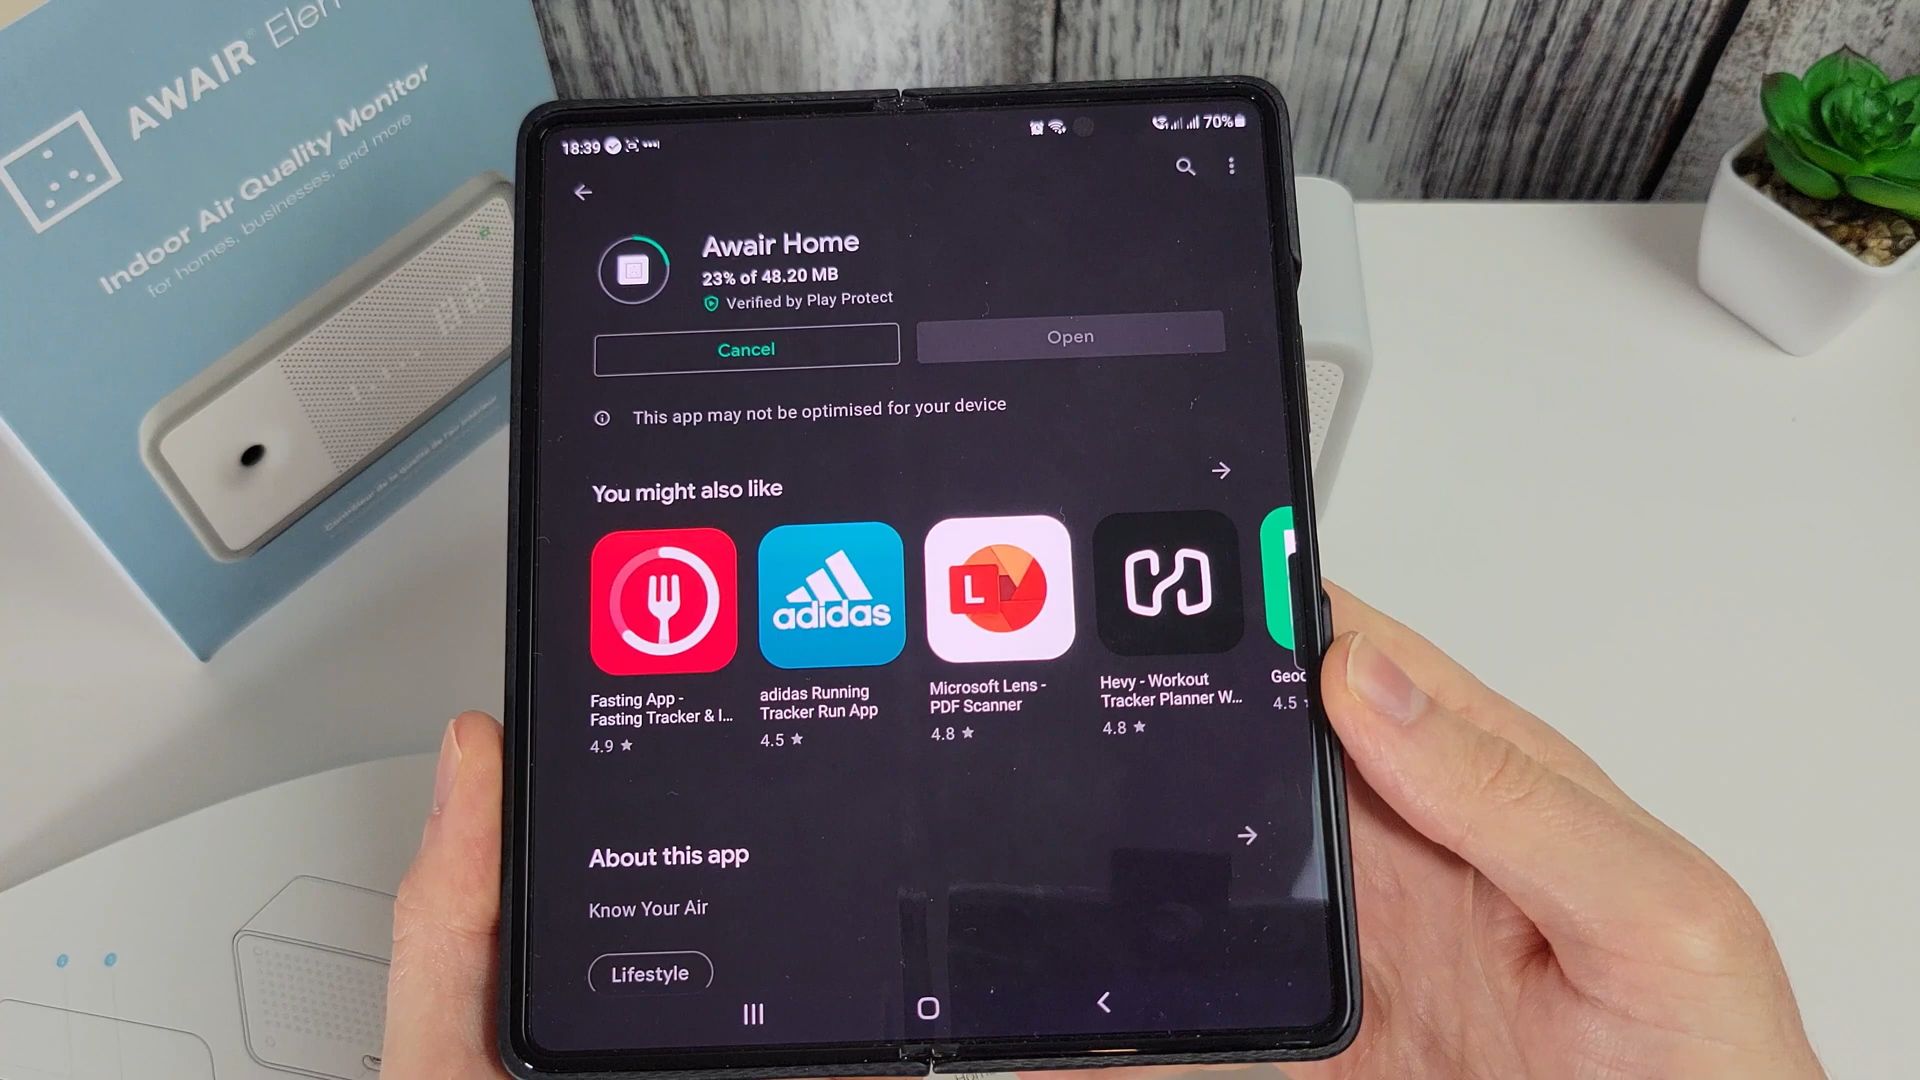 AWAIR® Elem
Indoor Air Quality Monitor
for homes, businesses, and more
18:39
70%
Awair Home
23% of 48.20 MB
Verified by Play Protect
Cancel
Open
This app may not be optimised for your device
You might also like
adidas
L
Fasting App -
Fasting Tracker & I...
4.9 ★
adidas Running
Tracker Run App
4.5 ★
Microsoft Lens -
PDF Scanner
4.8 ★
Hevy - Workout
Tracker Planner W...
4.8 ★
Geoc
4.5
About this app
Know Your Air
Lifestyle